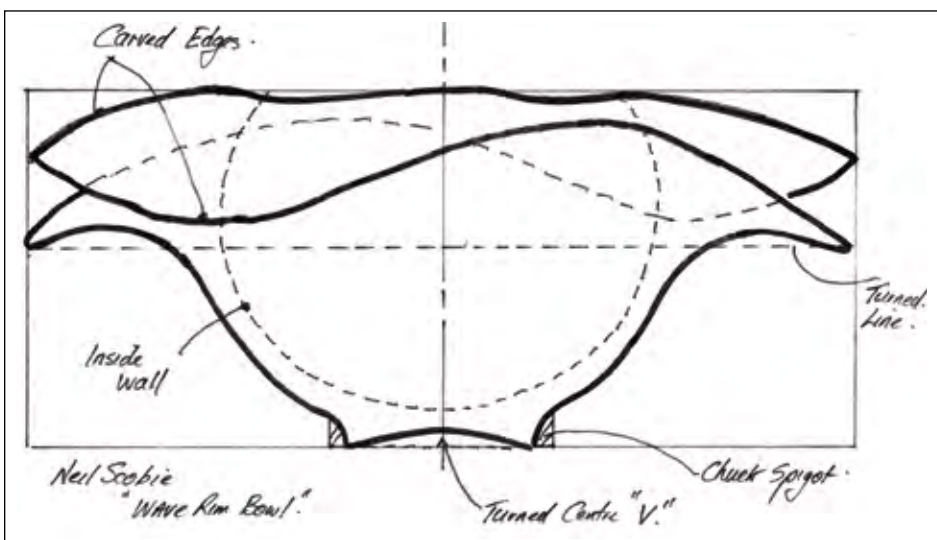 Carved Edges.
Turned
Line.
Inside
Wall
Neil Scobie
"Wave Rim Bowl."
Turned Centre "V."
Chuck Spigot.